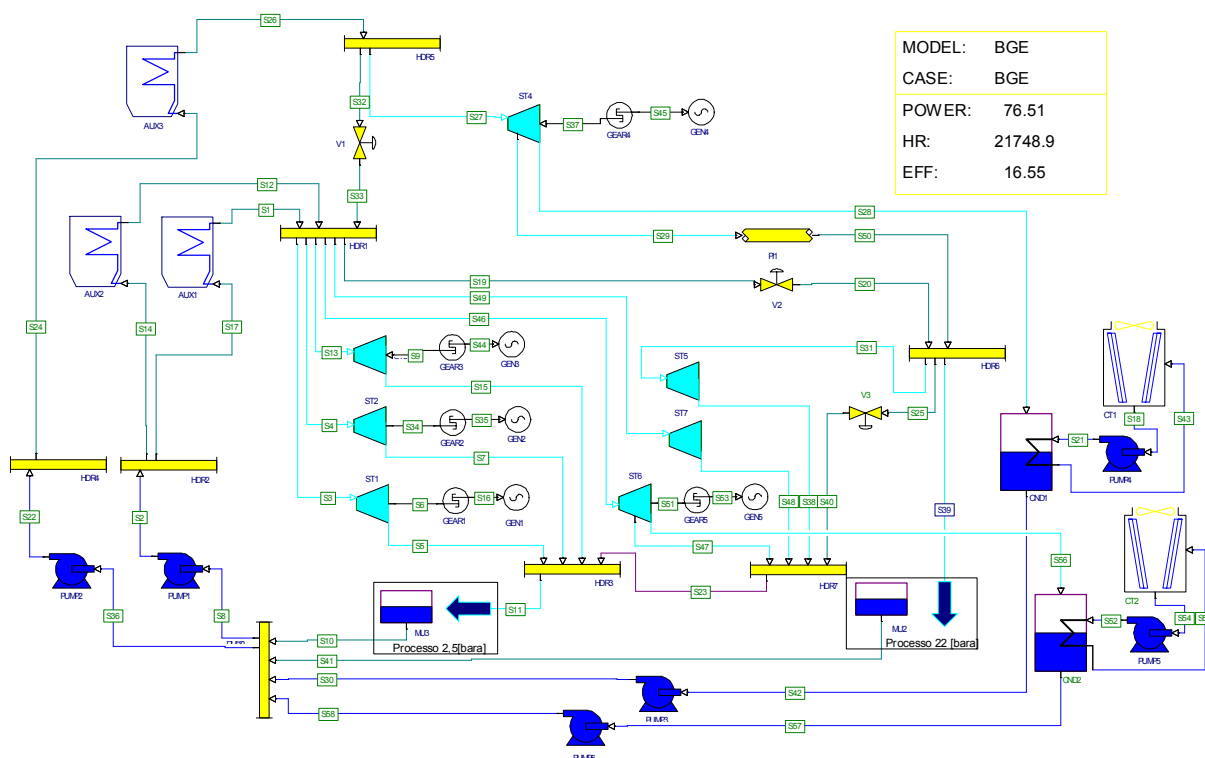 S26
HDR5
MODEL: BGE
CASE: BGE
POWER: 76.51
HR: 21748.9
EFF: 16.55
AUX3
S32
S27
ST4
S37
GEAR4
S45
GEN4
V1
S12
S33
S1
S28
HDR1
S29
PI1
S50
AUX2
AUX1
S19
V2
S20
S49
S46
S24
S14
S17
S13
S9
GEAR3
S44
GEN3
S15
S31
ST5
HDR6
V3
S25
CT1
S18
S43
ST2
S4
S34
GEAR2
S35
GEN2
S7
ST7
S21
PUMP4
CND1
HDR4
HDR2
ST1
S3
S6
GEAR1
S16
GEN1
S5
ST6
S51
GEAR5
S53
GEN5
S48
S38
S40
S39
S22
S2
S47
S56
CT2
PUMP2
PUMP1
HDR3
S23
HDR7
S36
S8
S11
MU3
Processo 2,5[bara]
MU2
Processo 22 [bara]
S52
PUMP5
S54
S10
S41
S30
S42
S58
S57